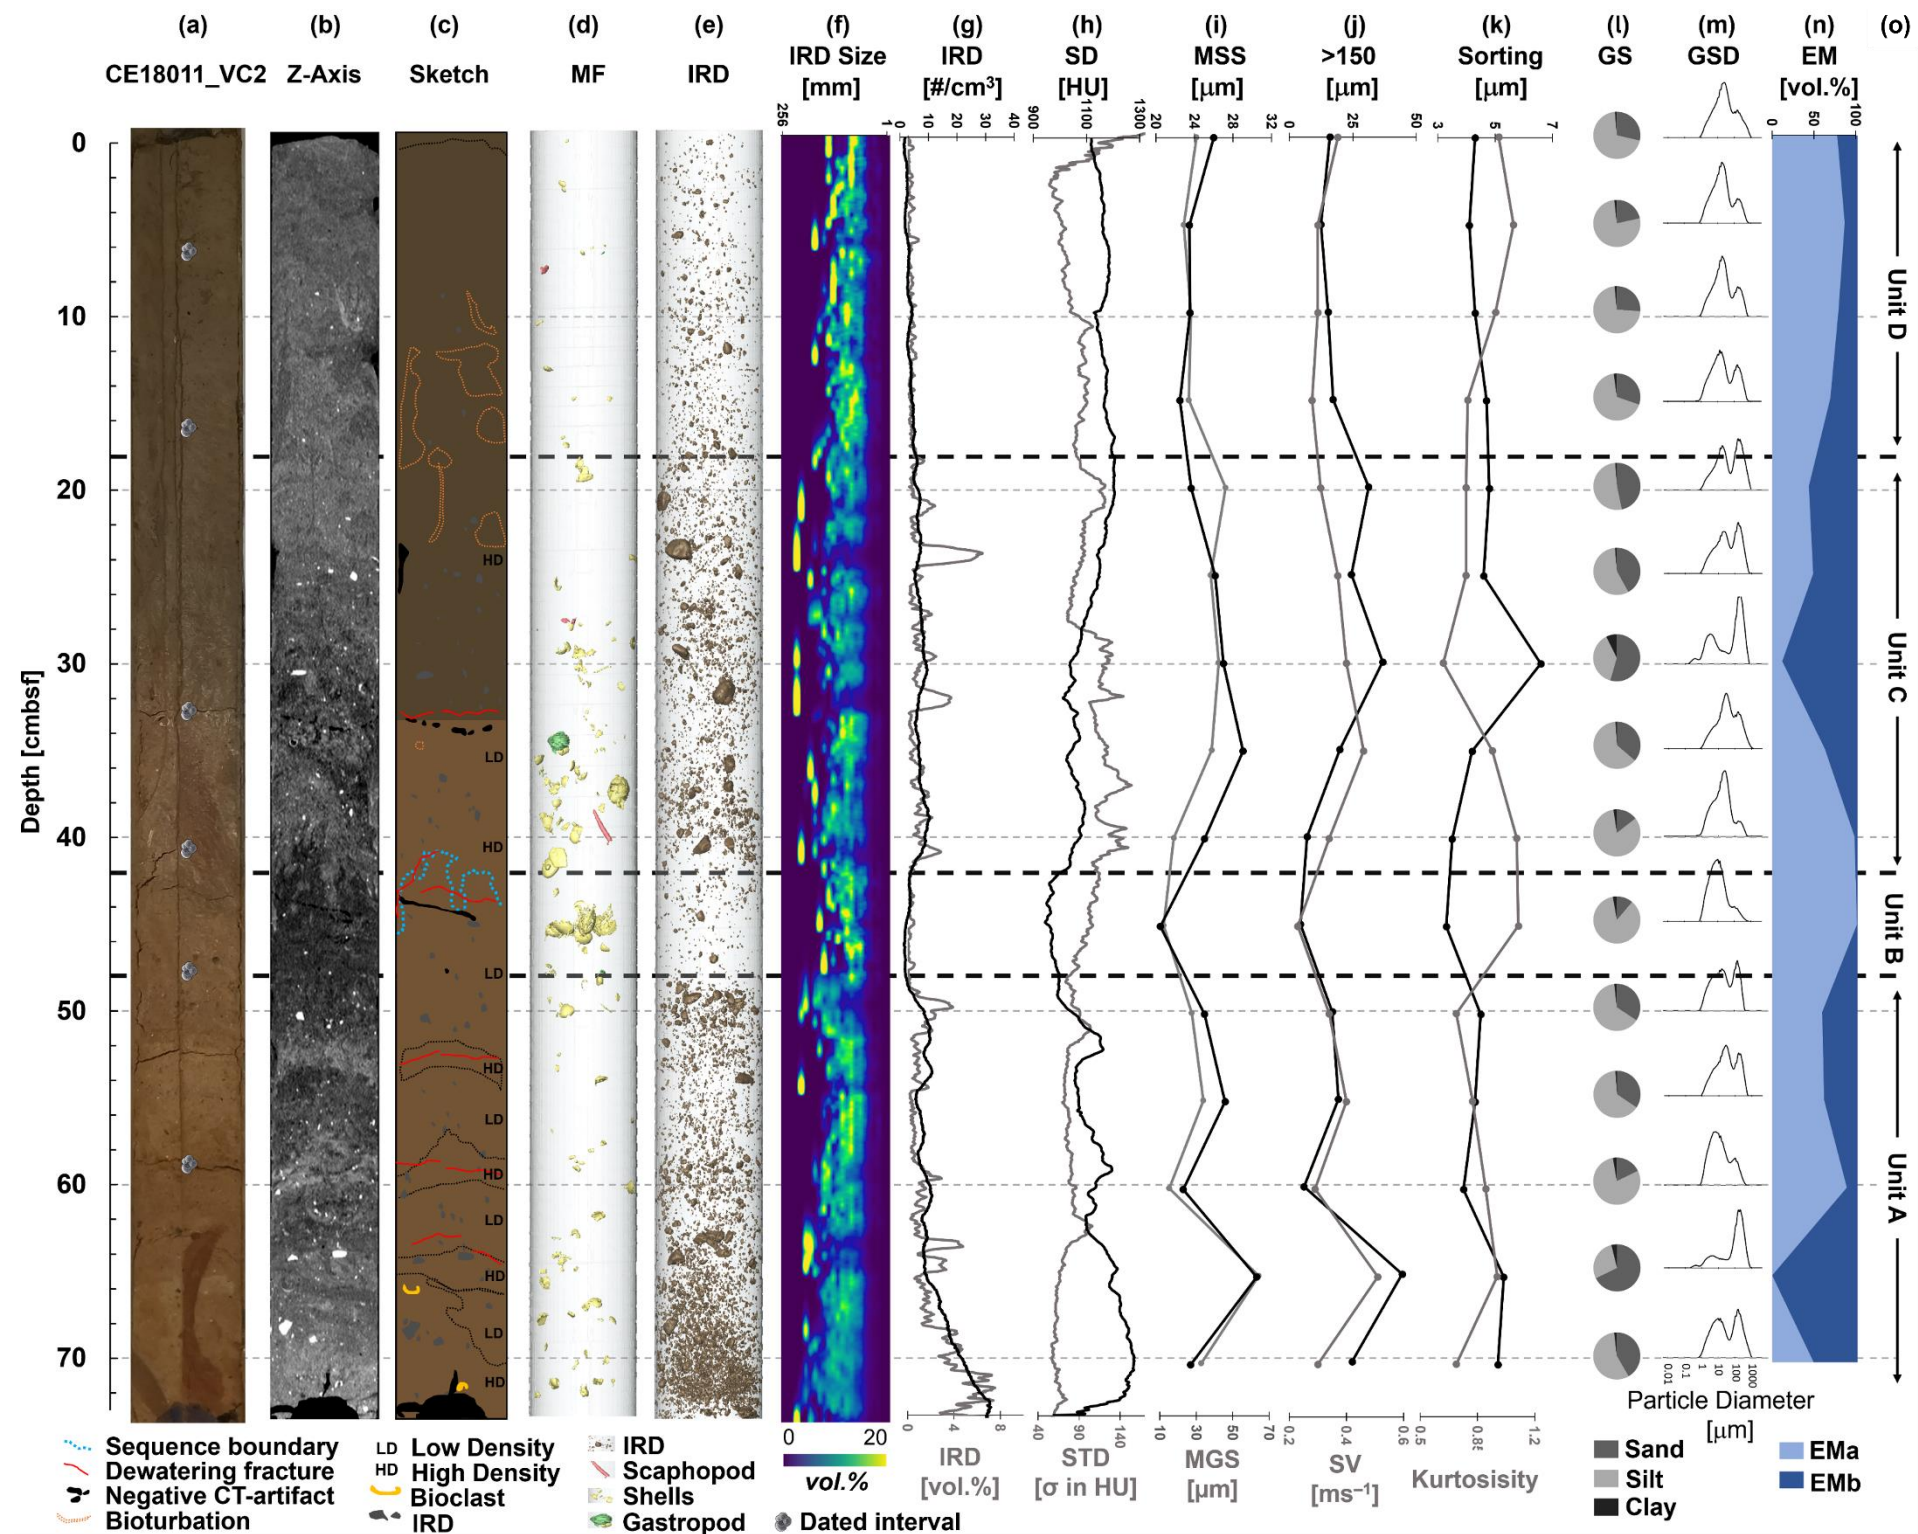 (a) (b) (c) (d) (e) (f) (g) (h) (i) (j) (k) (l) (m) (n) (o)
CE18011_VC2 Z-Axis Sketch MF IRD IRD Size IRD SD MSS >150 Sorting GS GSD EM
[mm] [#/cm³] [HU] [µm] [µm] [µm] [vol.%]
256 1 0 10 20 30 40 900 1100 1300 20 24 28 32 0 25 50 3 5 7 0 50 100
0
10
20
30
40
50
60
70
Depth [cmbsf]
HD
LD
HD
LD
HD
LD
HD
LD
HD
LD
HD
Unit D
Unit C
Unit B
Unit A
0.01 0.1 1 10 100 1000
Particle Diameter
[µm]
0 20
vol.%
0 4 8
IRD
[vol.%]
40 90 140
STD
[σ in HU]
10 30 50 70
MGS
[µm]
0.2 0.4 0.6
SV
[ms⁻¹]
0.5 1.2
Kurtosisity
Sequence boundary
Dewatering fracture
Negative CT-artifact
Bioturbation
LD Low Density
HD High Density
Bioclast
IRD
IRD
Scaphopod
Shells
Gastropod
Dated interval
Sand
Silt
Clay
EMa
EMb